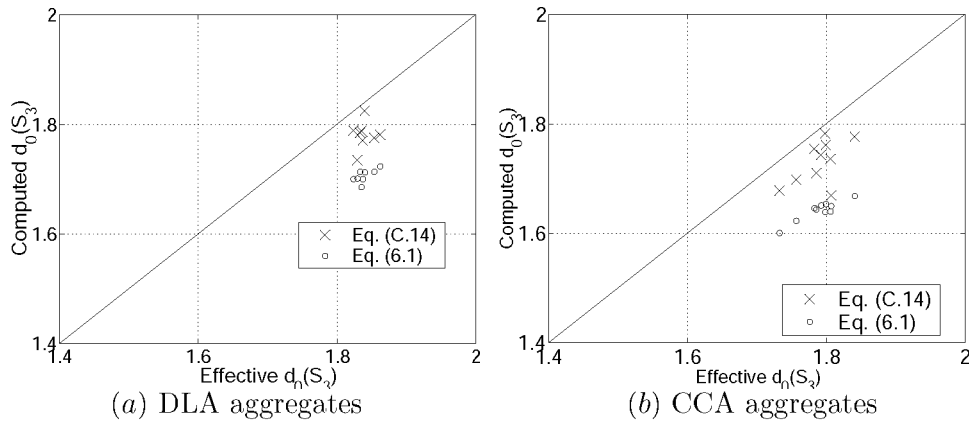 2
1.8
1.6
1.4
Computed d0(S3)
Eq. (C.14)
Eq. (6.1)
1.4
1.6
1.8
2
Effective d0(S3)
(a) DLA aggregates
2
1.8
1.6
1.4
Computed d0(S3)
Eq. (C.14)
Eq. (6.1)
1.4
1.6
1.8
2
Effective d0(S3)
(b) CCA aggregates